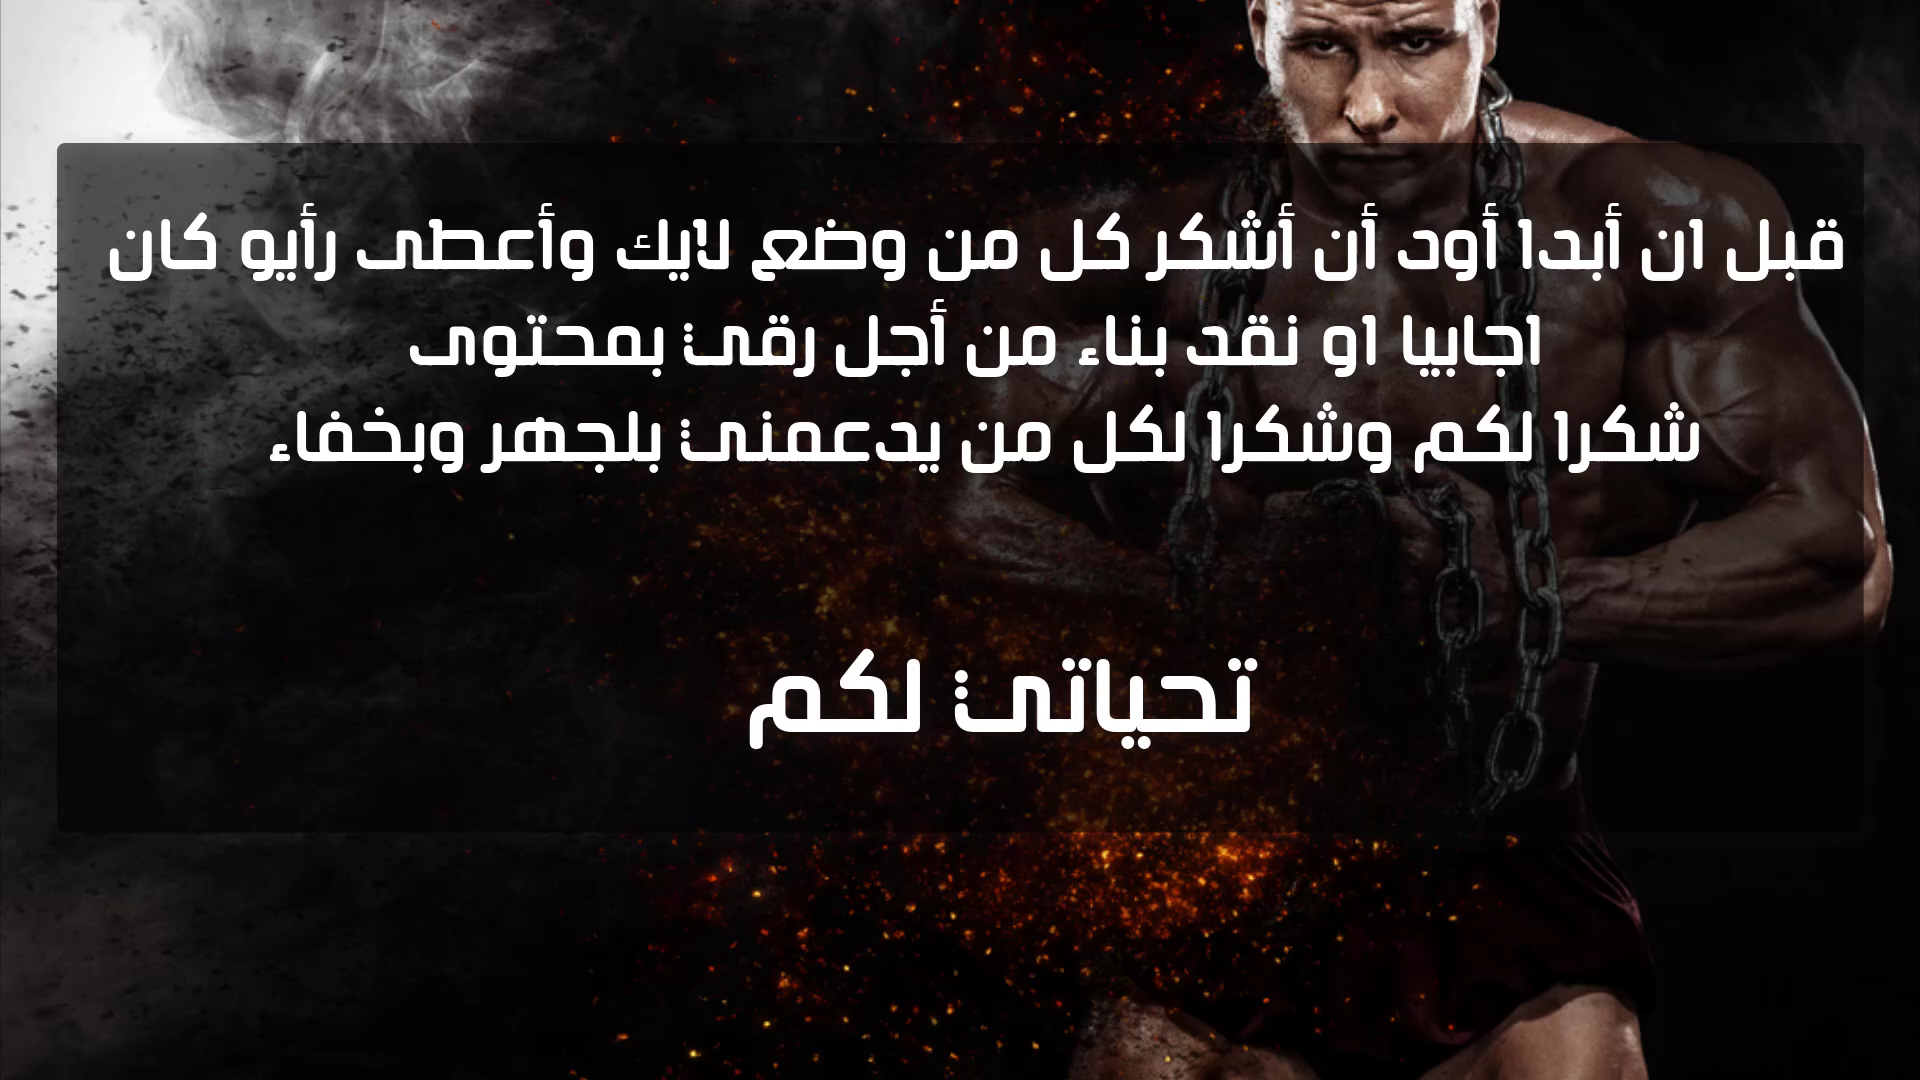 قبل ان أبدا أود أن أشكر كل من وضع لايك وأعطى رأيو كان
اجابيا او نقد بناء من أجل رقي بمحتوى
شكرا لكم وشكرا لكل من يدعمني بلجهر وبخفاء
تحياتي لكم